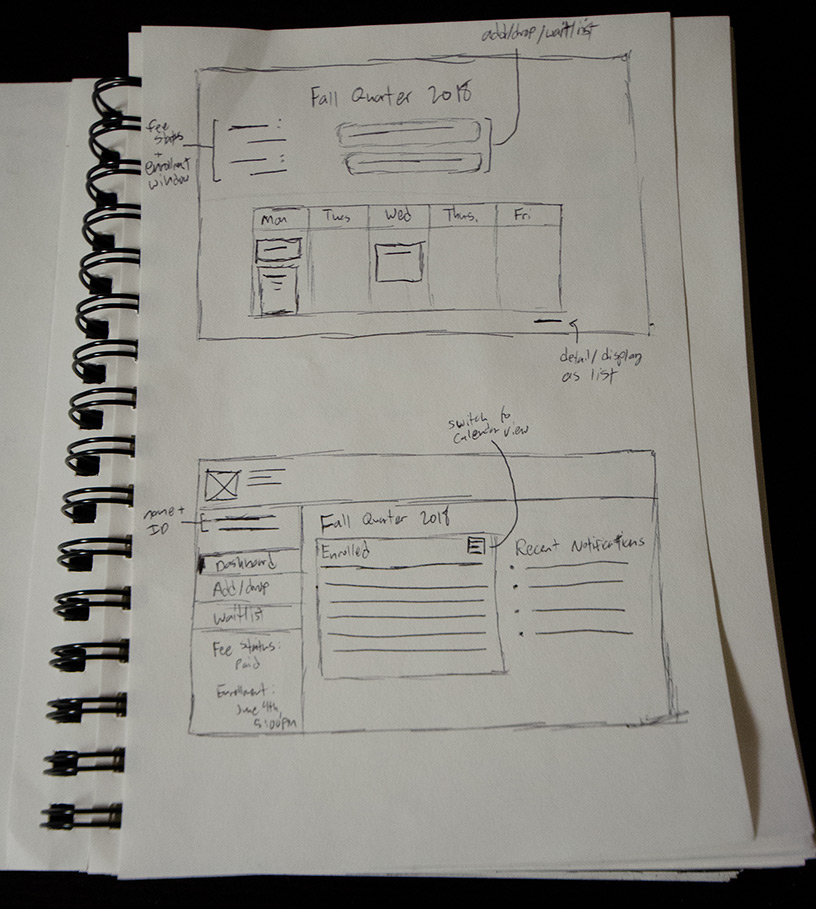 add/drop/waitlist
Fall Quarter 2018
fee
status
+
enrollment
window
Mon Tues Wed Thus. Fri
detail/display
as list
switch to
calendar view
name +
ID
Fall Quarter 2018
Enrolled
Recent Notifications
Dashboard
Add/drop
Waitlist
Fee Status:
Paid
Enrollment:
June 4th,
5:00pm